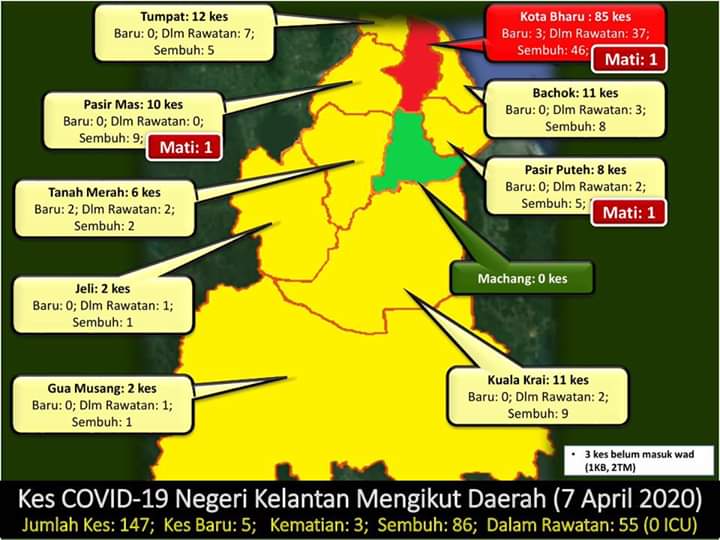 Tumpat: 12 kes
Baru: 0; Dlm Rawatan: 7;
Sembuh: 5
Kota Bharu : 85 kes
Baru: 3; Dlm Rawatan: 37;
Sembuh: 46;
Mati: 1
Pasir Mas: 10 kes
Baru: 0; Dlm Rawatan: 0;
Sembuh: 9;
Mati: 1
Bachok: 11 kes
Baru: 0; Dlm Rawatan: 3;
Sembuh: 8
Tanah Merah: 6 kes
Baru: 2; Dlm Rawatan: 2;
Sembuh: 2
Pasir Puteh: 8 kes
Baru: 0; Dlm Rawatan: 2;
Sembuh: 5;
Mati: 1
Jeli: 2 kes
Baru: 0; Dlm Rawatan: 1;
Sembuh: 1
Machang: 0 kes
Gua Musang: 2 kes
Baru: 0; Dlm Rawatan: 1;
Sembuh: 1
Kuala Krai: 11 kes
Baru: 0; Dlm Rawatan: 2;
Sembuh: 9
• 3 kes belum masuk wad
(1KB, 2TM)
Kes COVID-19 Negeri Kelantan Mengikut Daerah (7 April 2020)
Jumlah Kes: 147; Kes Baru: 5; Kematian: 3; Sembuh: 86; Dalam Rawatan: 55 (0 ICU)